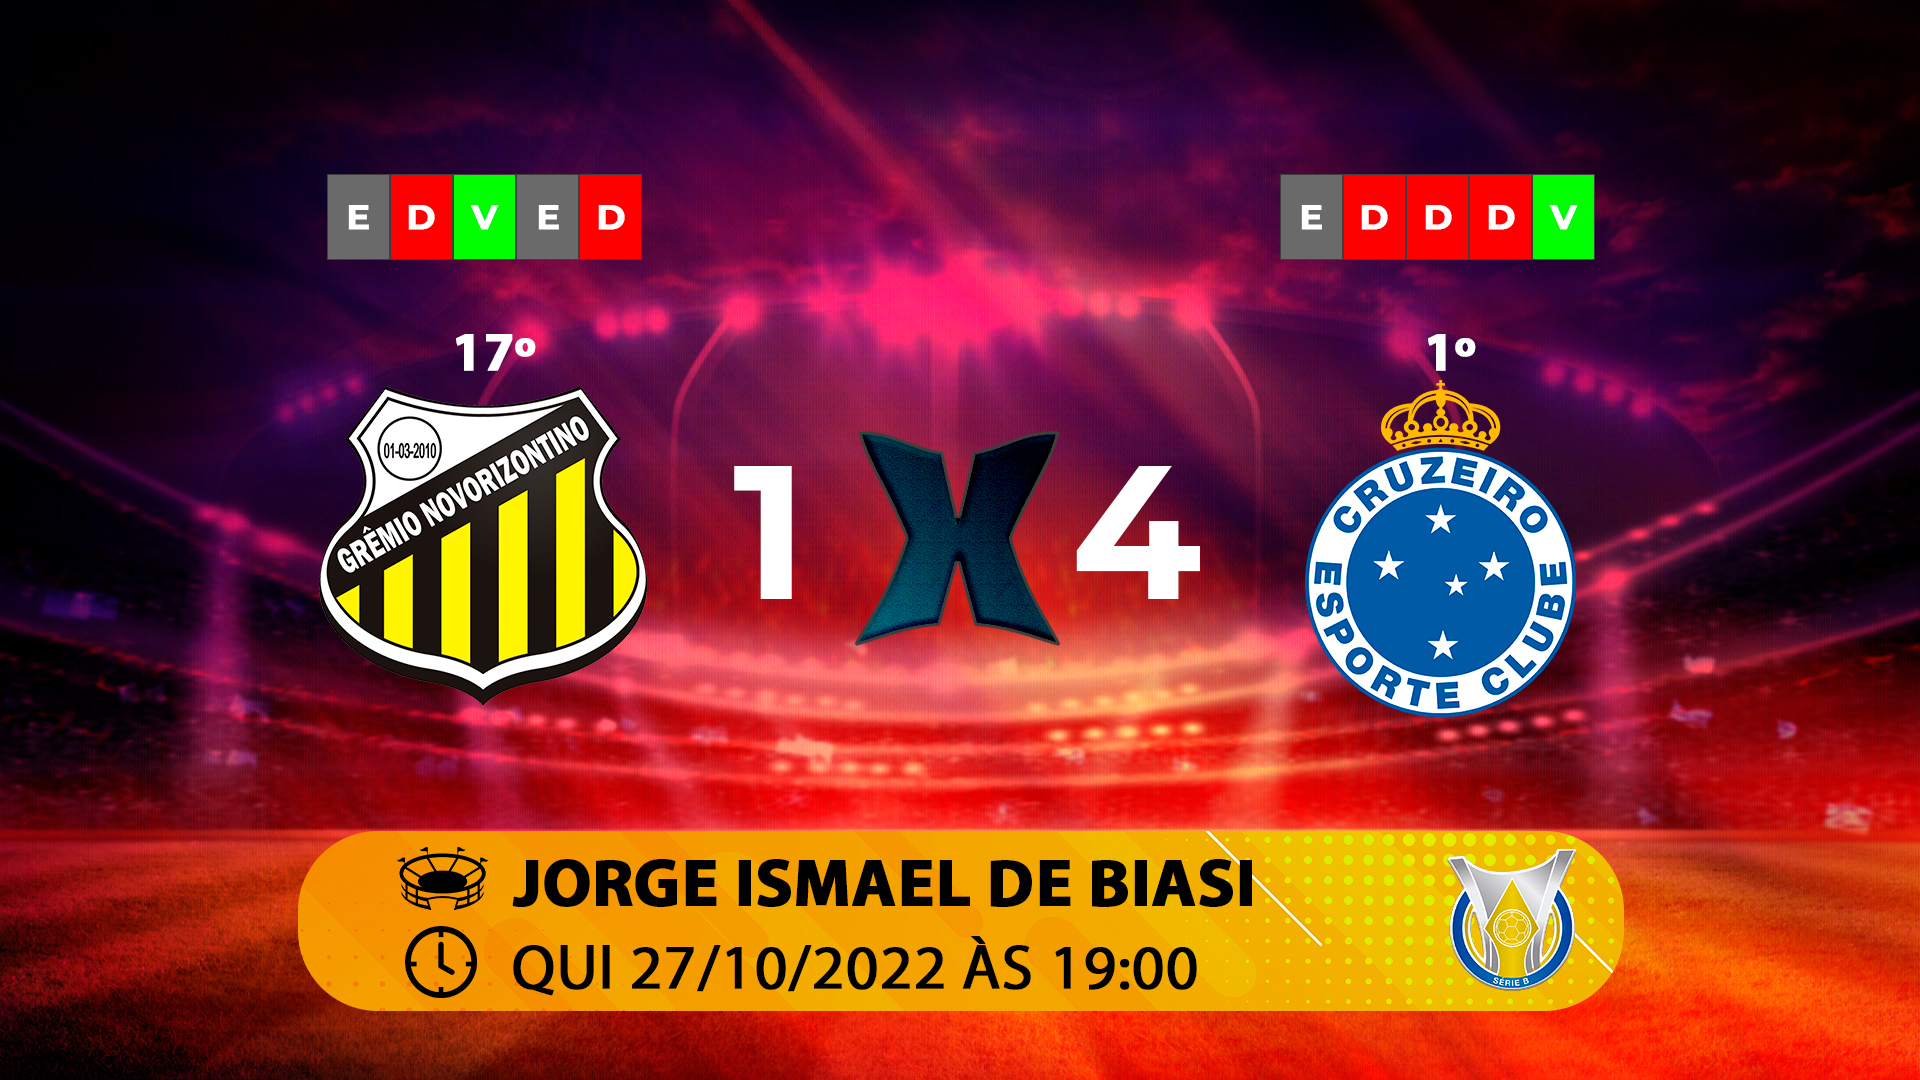 E D V E D
E D D D V
17º
1º
01-03-2010
GRÊMIO NOVORIZONTINO
1 X 4
CRUZEIRO
ESPORTE CLUBE
JORGE ISMAEL DE BIASI
QUI 27/10/2022 ÀS 19:00
SÉRIE B